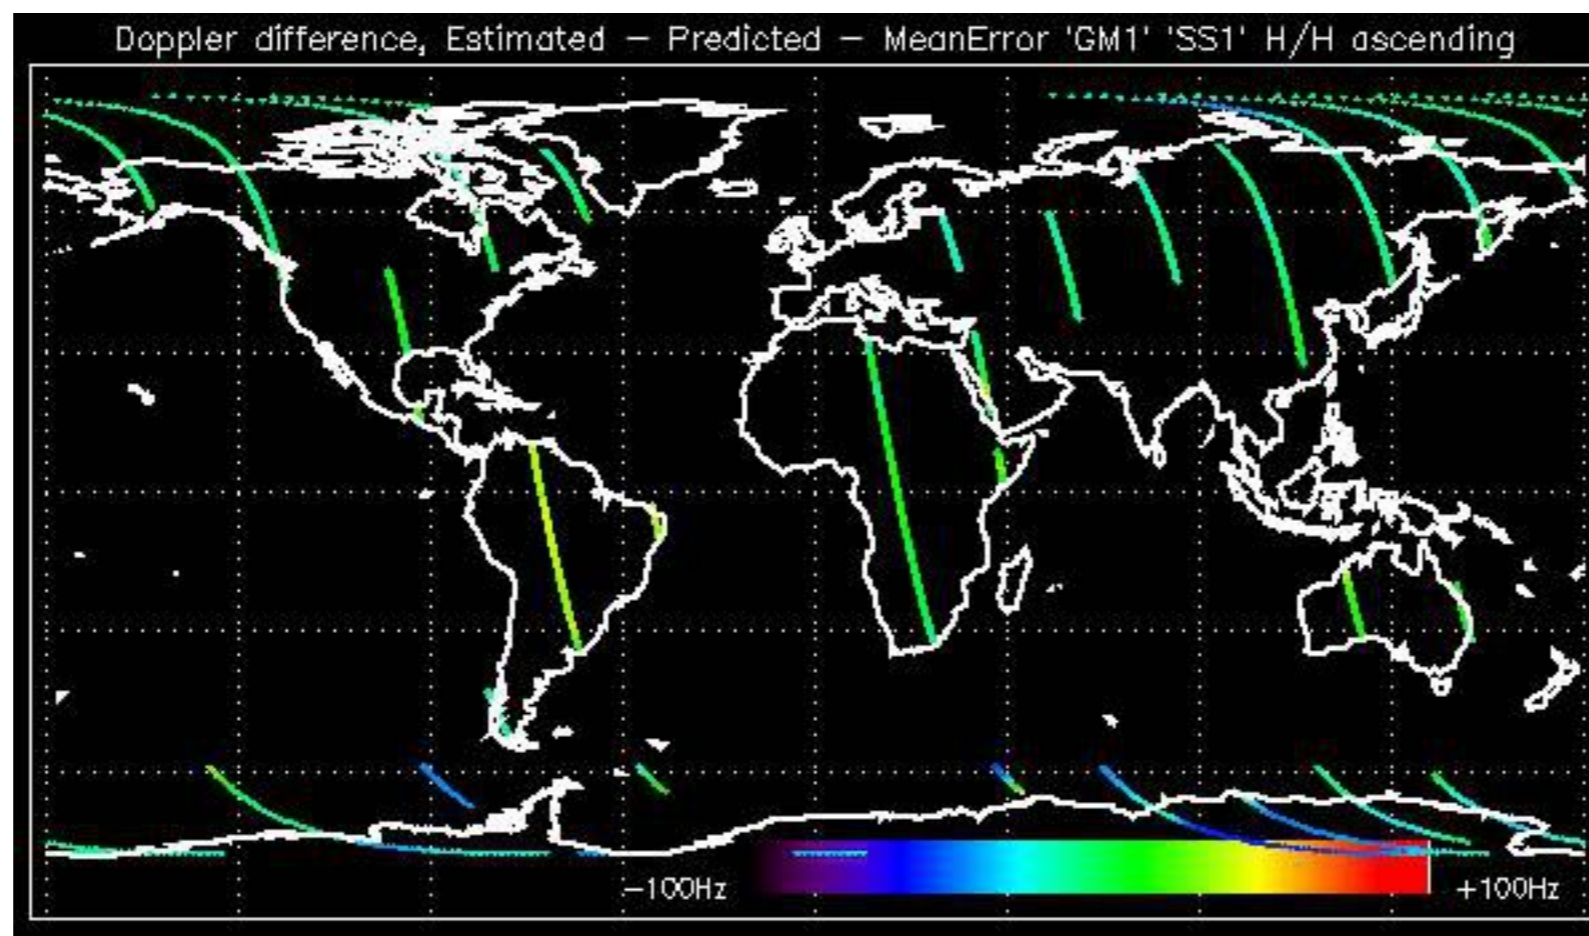 Doppler difference, Estimated – Predicted – MeanError 'GM1' 'SS1' H/H ascending
-100Hz
+100Hz